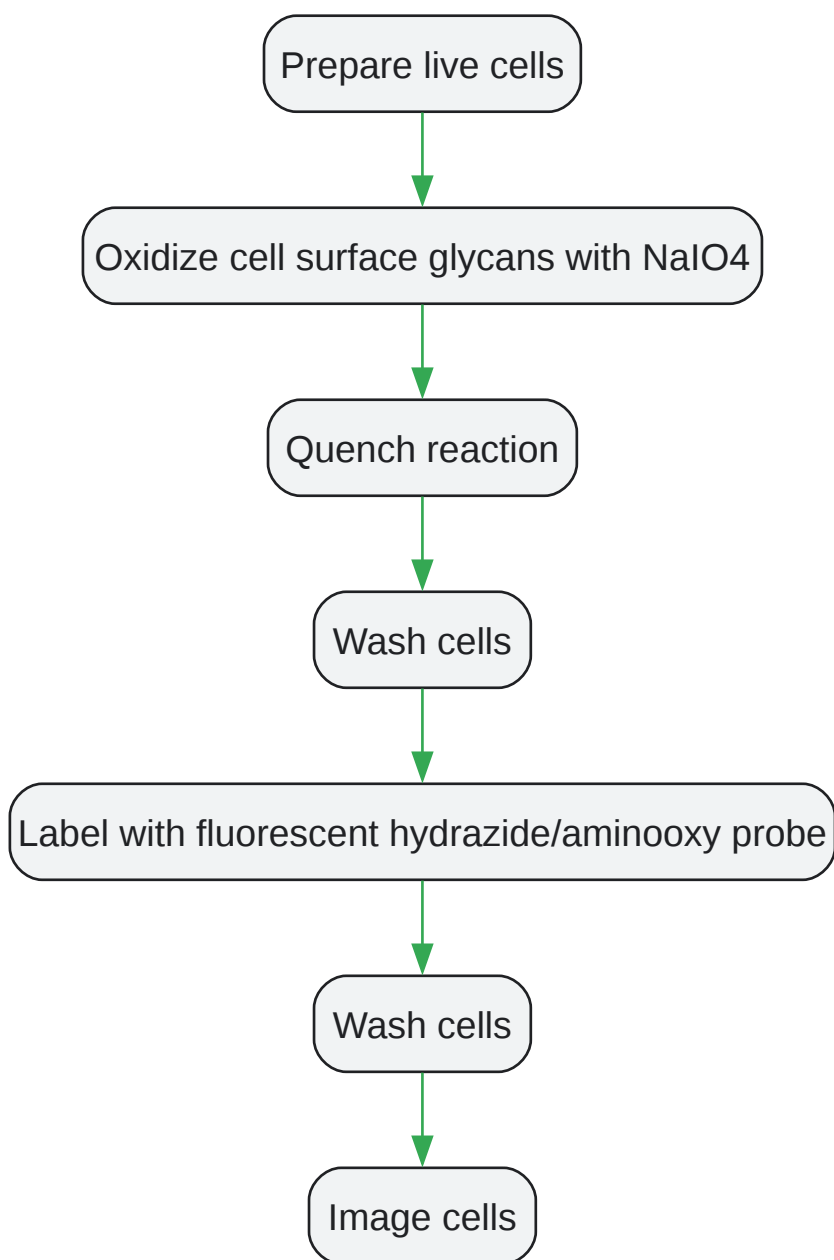 Prepare live cells
Oxidize cell surface glycans with NaIO4
Quench reaction
Wash cells
Label with fluorescent hydrazide/aminooxy probe
Wash cells
Image cells